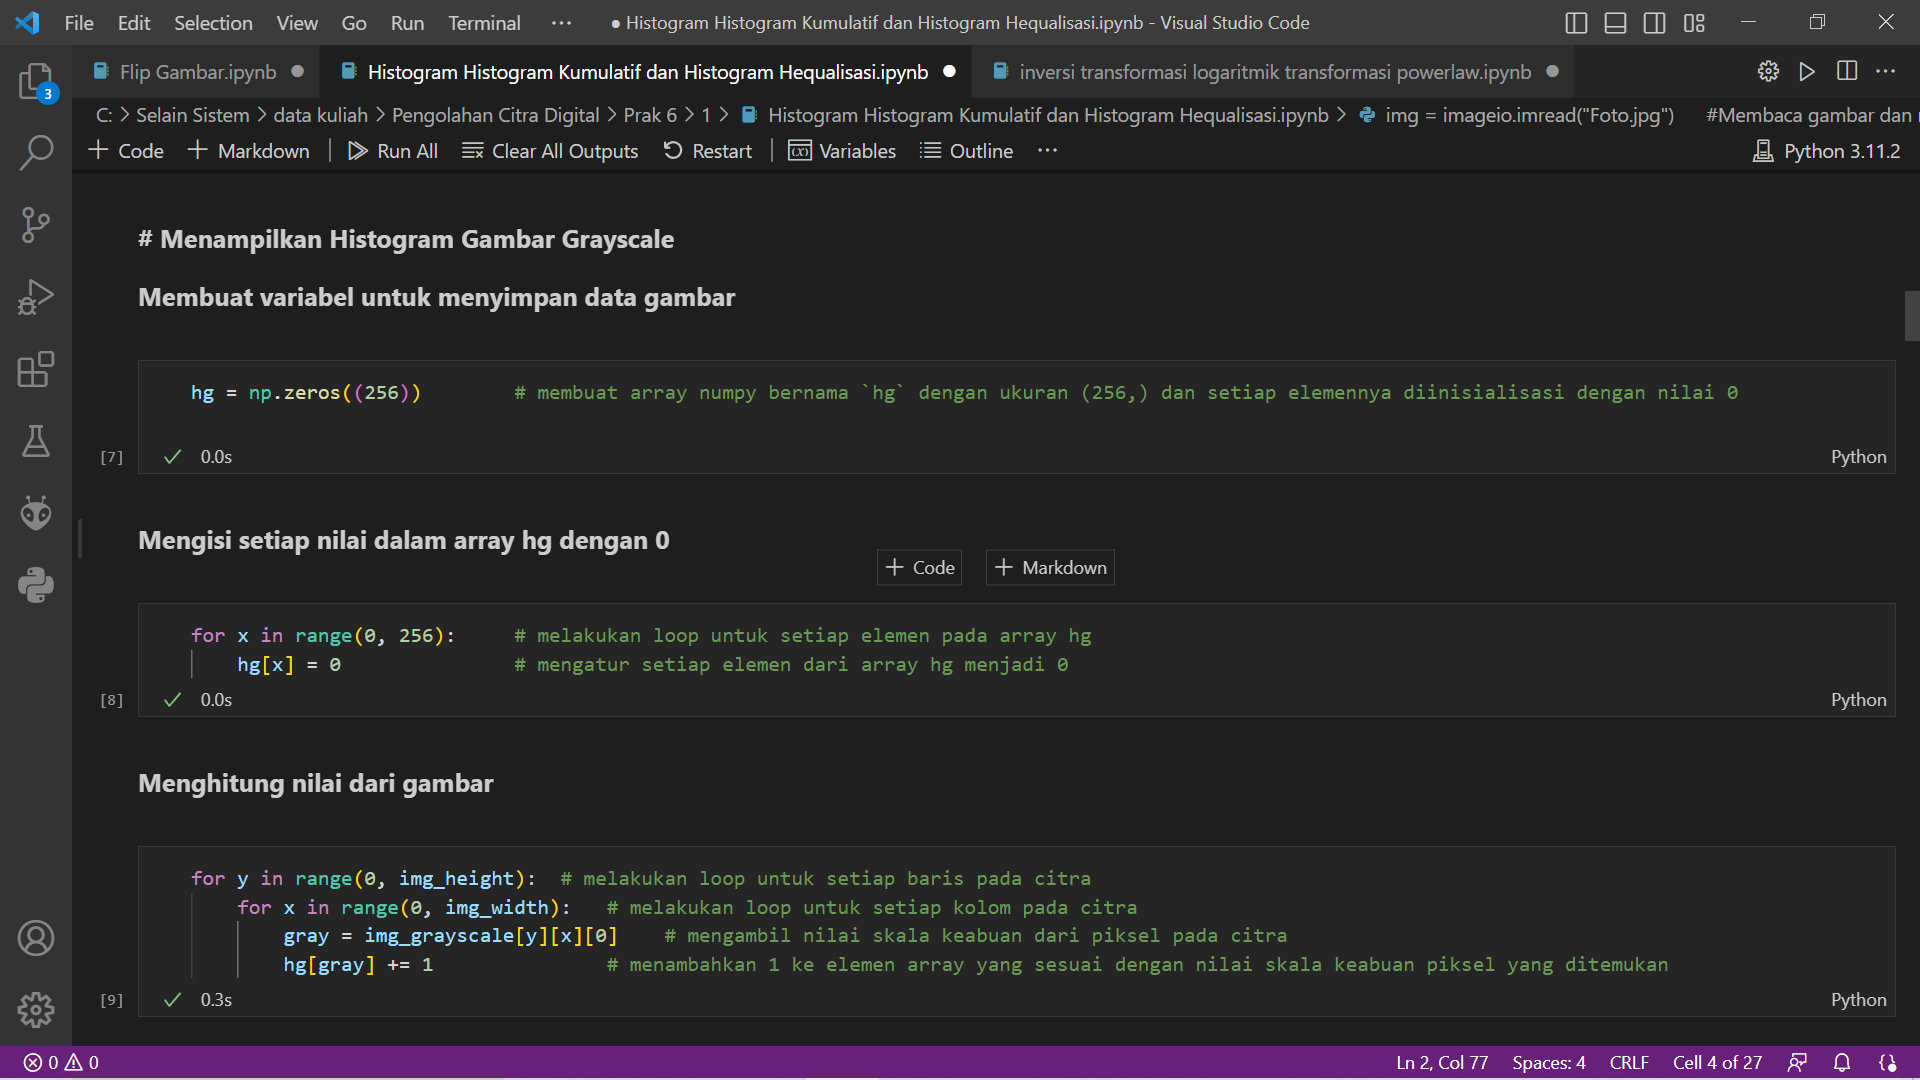 File Edit Selection View Go Run Terminal ··· ● Histogram Histogram Kumulatif dan Histogram Hequalisasi.ipynb - Visual Studio Code
Flip Gambar.ipynb ● Histogram Histogram Kumulatif dan Histogram Hequalisasi.ipynb ● inversi transformasi logaritmik transformasi powerlaw.ipynb ●
3
C: > Selain Sistem > data kuliah > Pengolahan Citra Digital > Prak 6 > 1 > Histogram Histogram Kumulatif dan Histogram Hequalisasi.ipynb > img = imageio.imread("Foto.jpg") #Membaca gambar dan
+ Code + Markdown | Run All Clear All Outputs Restart | Variables Outline ··· Python 3.11.2
# Menampilkan Histogram Gambar Grayscale
Membuat variabel untuk menyimpan data gambar
hg = np.zeros((256)) # membuat array numpy bernama `hg` dengan ukuran (256,) dan setiap elemennya diinisialisasi dengan nilai 0
[7] ✓ 0.0s Python
Mengisi setiap nilai dalam array hg dengan 0
+ Code + Markdown
for x in range(0, 256): # melakukan loop untuk setiap elemen pada array hg
hg[x] = 0 # mengatur setiap elemen dari array hg menjadi 0
[8] ✓ 0.0s Python
Menghitung nilai dari gambar
for y in range(0, img_height): # melakukan loop untuk setiap baris pada citra
for x in range(0, img_width): # melakukan loop untuk setiap kolom pada citra
gray = img_grayscale[y][x][0] # mengambil nilai skala keabuan dari piksel pada citra
hg[gray] += 1 # menambahkan 1 ke elemen array yang sesuai dengan nilai skala keabuan piksel yang ditemukan
[9] ✓ 0.3s Python
0 0 Ln 2, Col 77 Spaces: 4 CRLF Cell 4 of 27